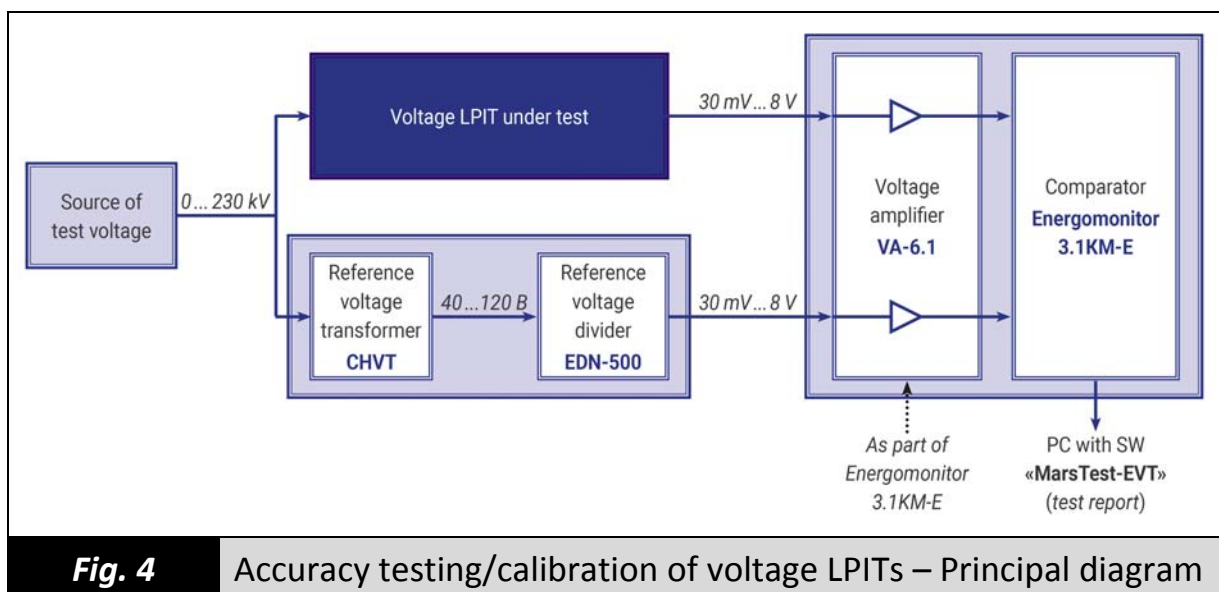 Source of
test voltage
0...230 kV
Voltage LPIT under test
30 mV...8 V
Reference
voltage
transformer
CHVT
40...120 В
Reference
voltage
divider
EDN-500
30 mV...8 V
Voltage
amplifier
VA-6.1
Comparator
Energomonitor
3.1KM-E
As part of
Energomonitor
3.1KM-E
PC with SW
«MarsTest-EVT»
(test report)
Fig. 4 Accuracy testing/calibration of voltage LPITs – Principal diagram